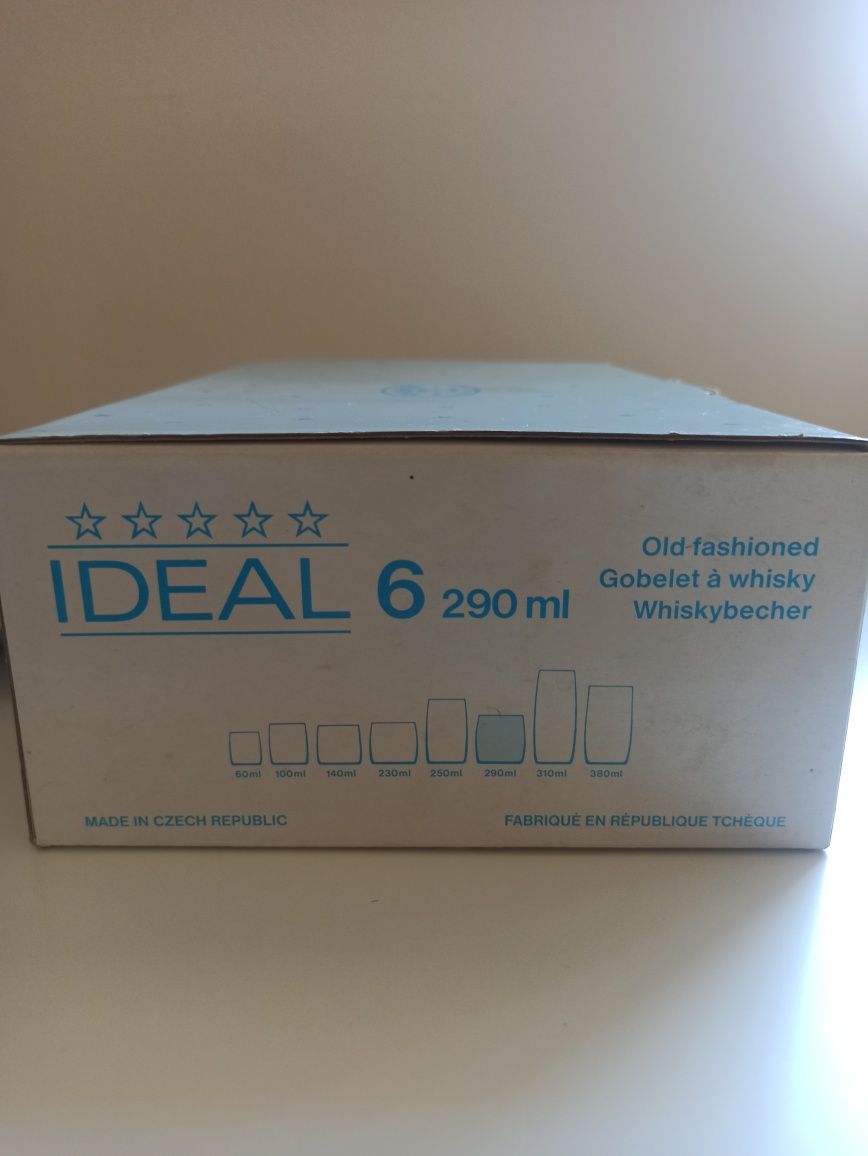 IDEAL 6 290 ml
Old fashioned
Gobelet à whisky
Whiskybecher
60ml 100ml 140ml 230ml 250ml 290ml 310ml 380ml
MADE IN CZECH REPUBLIC
FABRIQUÉ EN RÉPUBLIQUE TCHÈQUE